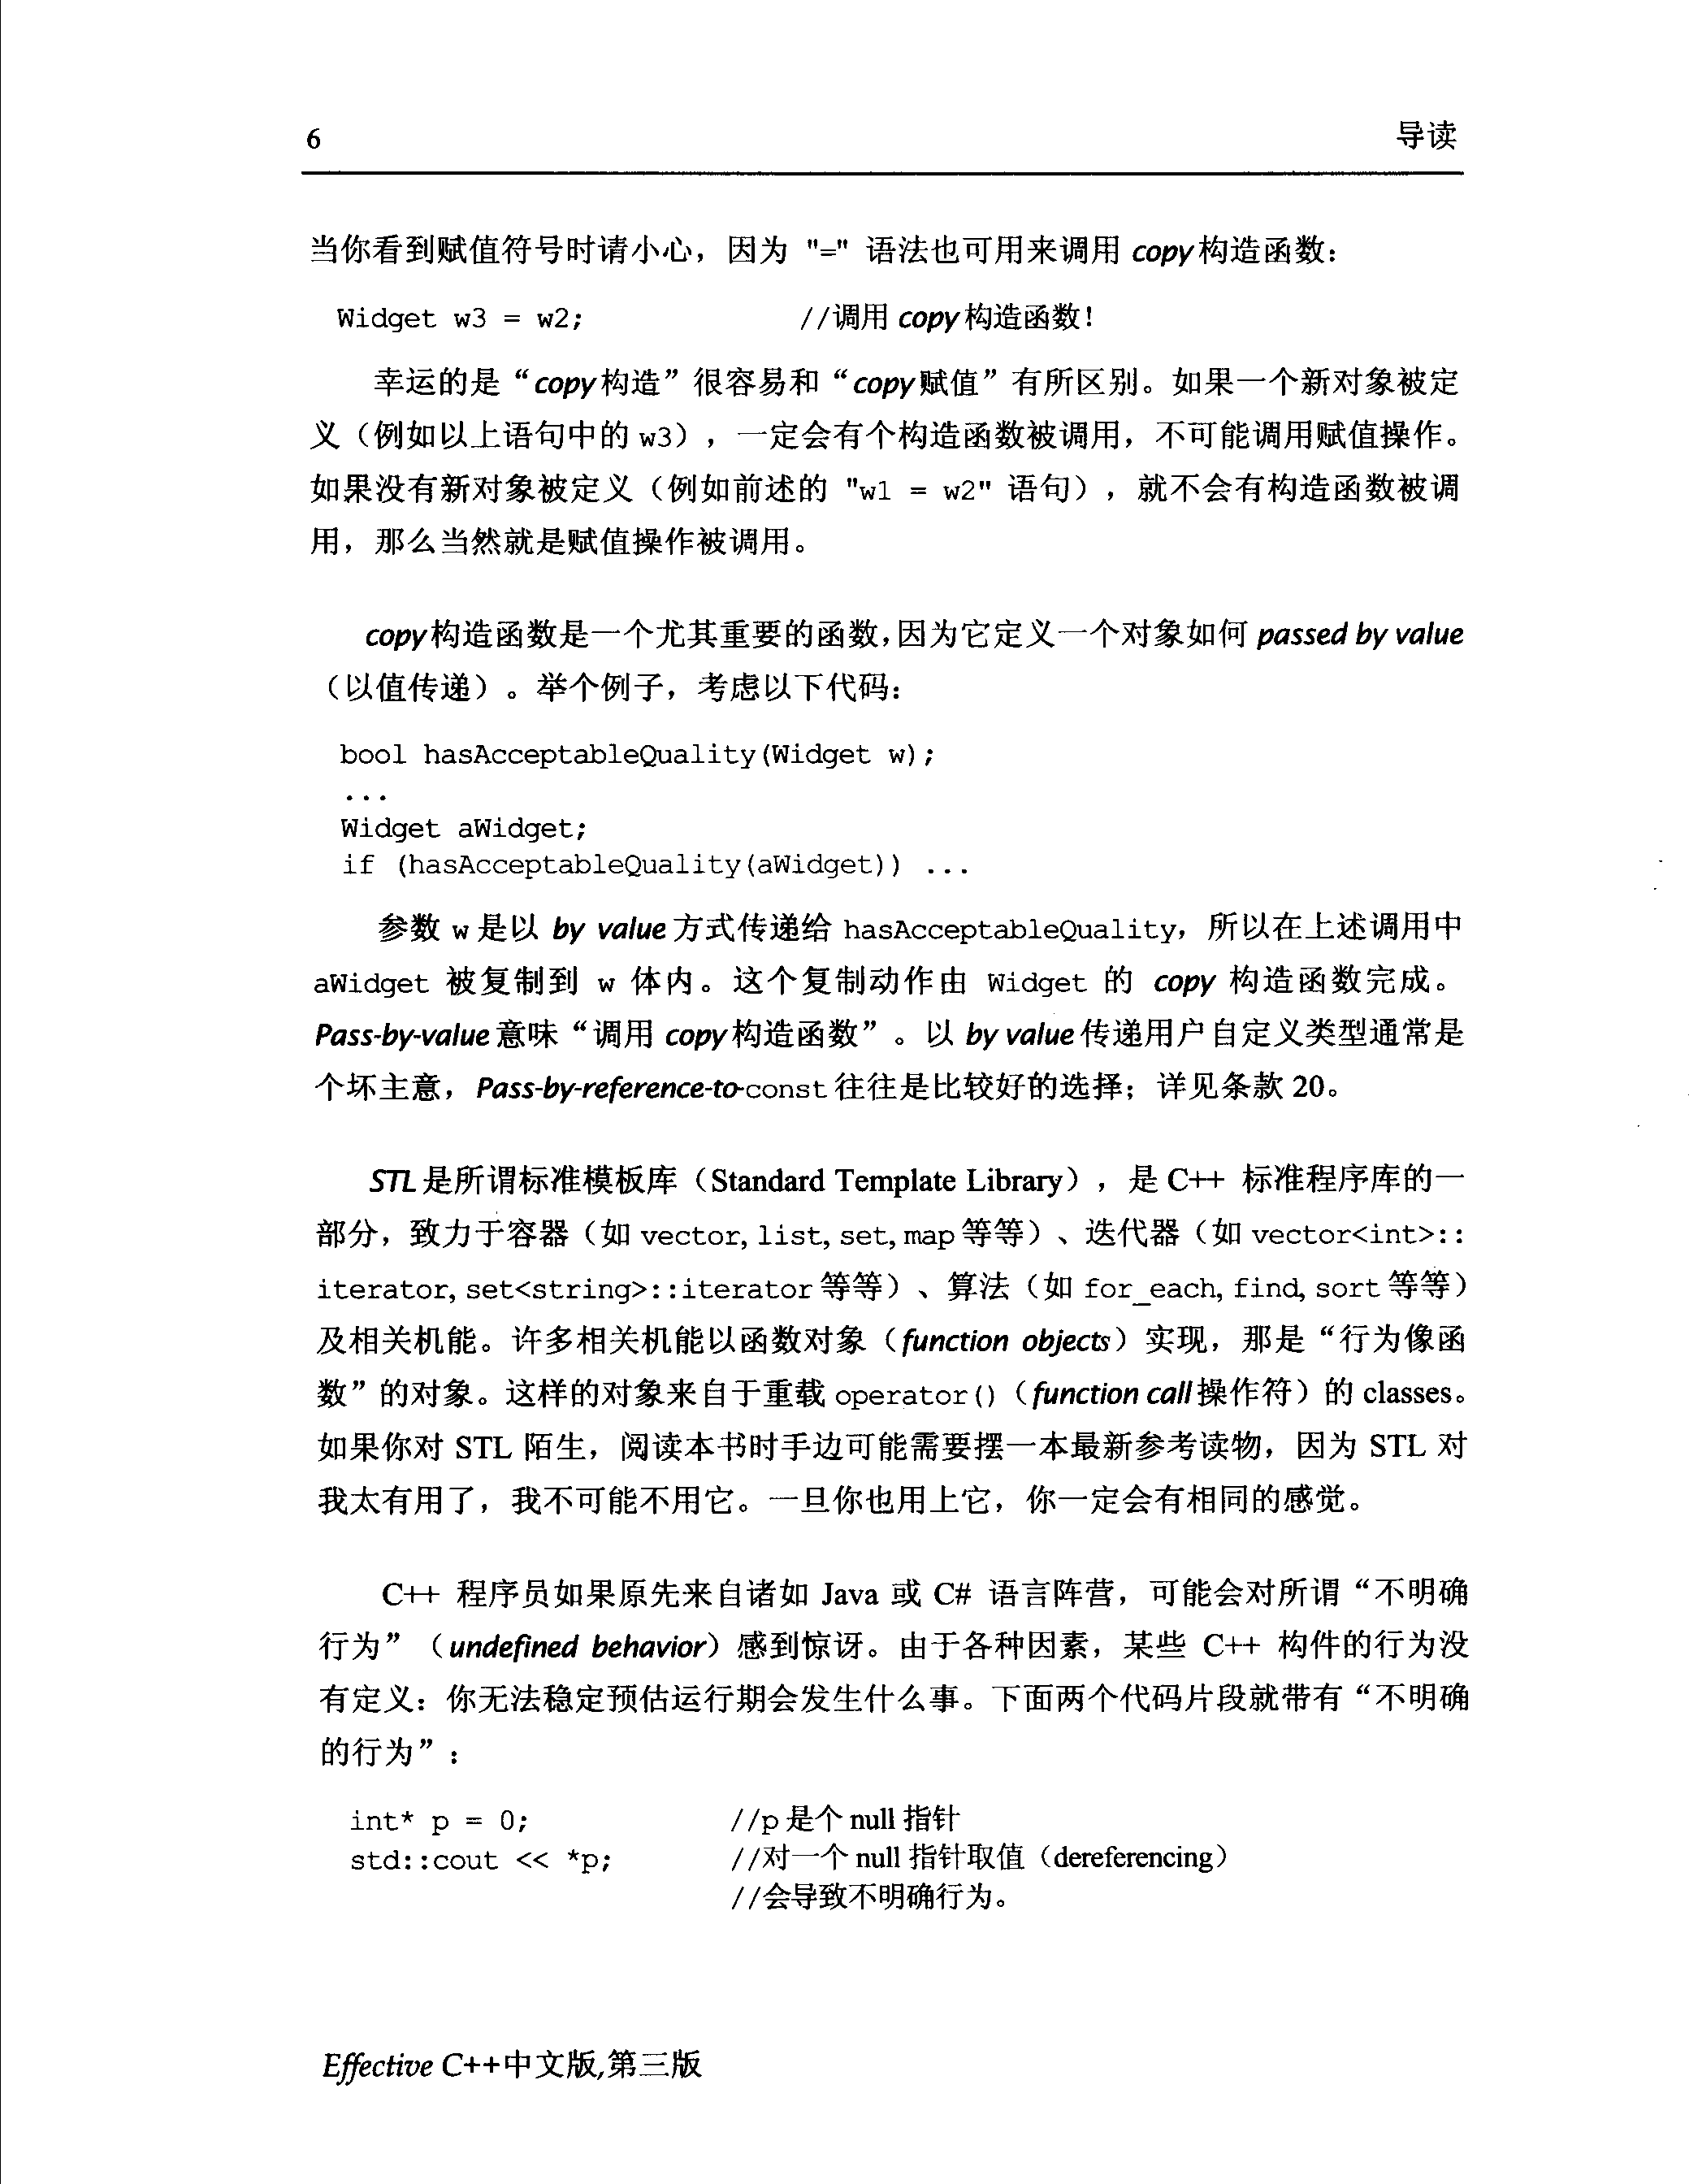 6 导读
当你看到赋值符号时请小心，因为 "=" 语法也可用来调用 copy构造函数：
Widget w3 = w2; //调用 copy构造函数!
幸运的是“copy构造”很容易和“copy赋值”有所区别。如果一个新对象被定
义（例如以上语句中的 w3），一定会有个构造函数被调用，不可能调用赋值操作。
如果没有新对象被定义（例如前述的 "w1 = w2" 语句），就不会有构造函数被调
用，那么当然就是赋值操作被调用。
copy构造函数是一个尤其重要的函数，因为它定义一个对象如何 passed by value
（以值传递）。举个例子，考虑以下代码：
bool hasAcceptableQuality(Widget w);
...
Widget aWidget;
if (hasAcceptableQuality(aWidget)) ...
参数 w 是以 by value 方式传递给 hasAcceptableQuality，所以在上述调用中
aWidget 被复制到 w 体内。这个复制动作由 Widget 的 copy 构造函数完成。
Pass-by-value 意味“调用 copy构造函数”。以 by value 传递用户自定义类型通常是
个坏主意，Pass-by-reference-to-const 往往是比较好的选择；详见条款 20。
STL 是所谓标准模板库（Standard Template Library），是 C++ 标准程序库的一
部分，致力于容器（如 vector, list, set, map 等等）、迭代器（如 vector<int>::
iterator, set<string>::iterator 等等）、算法（如 for_each, find, sort 等等）
及相关机能。许多相关机能以函数对象（function objects）实现，那是“行为像函
数”的对象。这样的对象来自于重载 operator()（function call 操作符）的 classes。
如果你对 STL 陌生，阅读本书时手边可能需要摆一本最新参考读物，因为 STL 对
我太有用了，我不可能不用它。一旦你也用上它，你一定会有相同的感觉。
C++ 程序员如果原先来自诸如 Java 或 C# 语言阵营，可能会对所谓“不明确
行为”（undefined behavior）感到惊讶。由于各种因素，某些 C++ 构件的行为没
有定义：你无法稳定预估运行期会发生什么事。下面两个代码片段就带有“不明确
的行为”：
int* p = 0; //p 是个 null 指针
std::cout << *p; //对一个 null 指针取值（dereferencing）
//会导致不明确行为。
Effective C++中文版,第三版